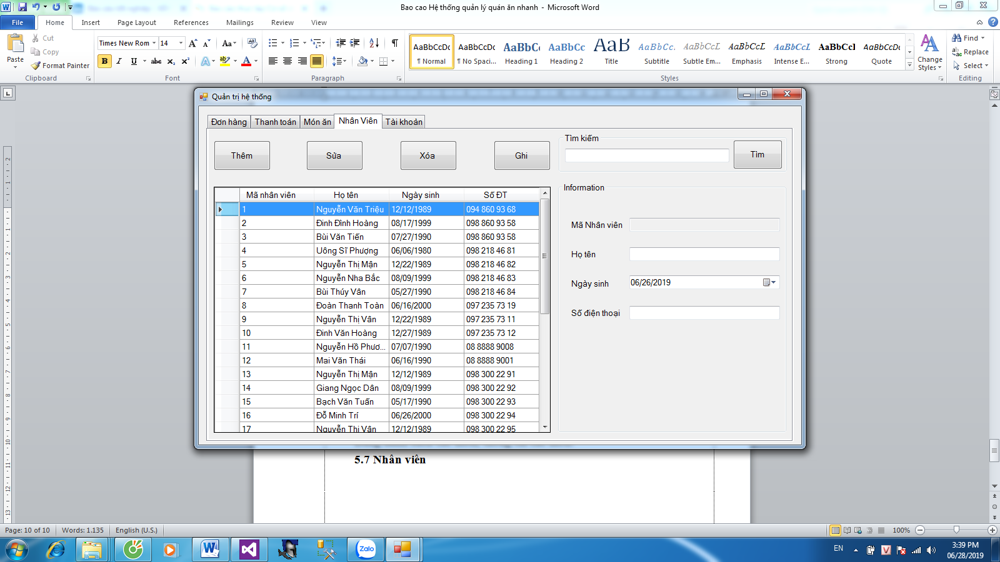 Bao cao Hệ thống quản lý quán ăn nhanh - Microsoft Word
File Home Insert Page Layout References Mailings Review View
Paste
Cut
Copy
Format Painter
Clipboard
Times New Rom 14 Aa
B I U abc x₂ x² A ab A
Font
Paragraph
AaBbCcDc AaBbCcDc AaBbCc AaBbCc AaB AaBbCcI AaBbCcL AaBbCcL AaBbCcL AaBbCcI AaBbCcDc
¶ Normal ¶ No Spaci... Heading 1 Heading 2 Title Subtitle Subtle Em... Emphasis Intense E... Strong Quote
Change Styles
Styles
Find
Replace
Select
Editing
Quản trị hệ thống
Đơn hàng Thanh toán Món ăn Nhân Viên Tài khoản
Thêm Sửa Xóa Ghi
Tìm kiếm
Tìm
Mã nhân viên Họ tên Ngày sinh Số ĐT
1 Nguyễn Văn Triệu 12/12/1989 094 860 93 68
2 Đinh Đình Hoàng 08/17/1999 098 860 93 58
3 Bùi Văn Tiến 07/27/1990 098 860 93 58
4 Uông Sĩ Phượng 06/06/1980 098 218 46 81
5 Nguyễn Thị Mận 12/22/1989 098 218 46 82
6 Nguyễn Nha Bắc 08/09/1999 098 218 46 83
7 Bùi Thúy Vân 05/27/1990 098 218 46 84
8 Đoàn Thanh Toàn 06/16/2000 097 235 73 19
9 Nguyễn Thị Vân 12/22/1989 097 235 73 11
10 Đinh Văn Hoàng 12/27/1989 097 235 73 12
11 Nguyễn Hồ Phươ... 07/07/1990 08 8888 9008
12 Mai Văn Thái 06/16/1990 08 8888 9001
13 Nguyễn Thị Mận 12/12/1989 098 300 22 91
14 Giang Ngọc Dân 08/09/1999 098 300 22 92
15 Bạch Văn Tuấn 05/17/1990 098 300 22 93
16 Đỗ Minh Trí 06/26/2000 098 300 22 94
17 Nguyễn Thị Vân 12/12/1989 098 300 22 95
Information
Mã Nhân viên
Họ tên
Ngày sinh 06/26/2019
Số điện thoại
5.7 Nhân viên
Page: 10 of 10 Words: 1.135 English (U.S.) 100%
Zalo
EN
3:39 PM
06/28/2019